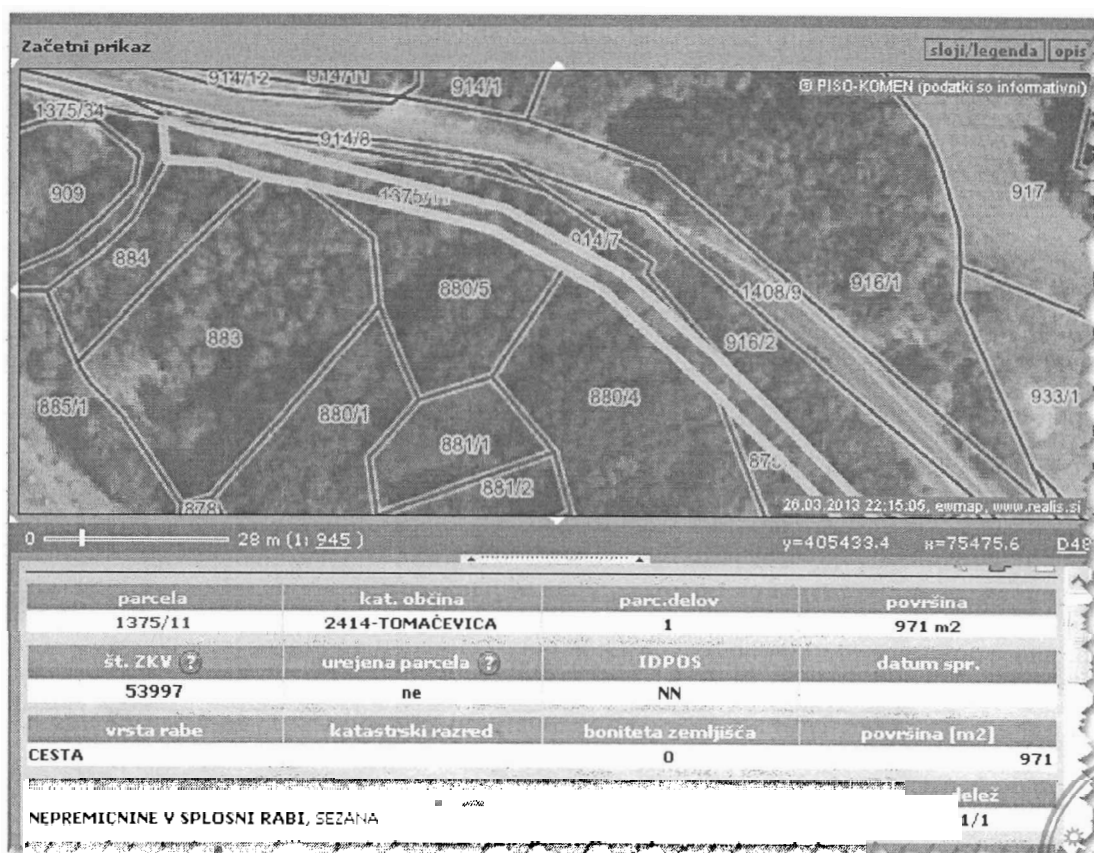 Začetni prikaz
sloji/legenda opis
© PISO-KOMEN (podatki so informativni)
914/12 914/11 914/1
1375/34
914/8
909
1375/11
917
914/7
884
880/5
1408/9 916/1
883
916/2
885/1
880/1
880/4
933/1
881/1
881/2
878
26.03.2013 22:15:05, ewmap, www.realis.si
0 28 m (1: 945 ) y=405433.4 x=75475.6 D48
parcela kat. občina parc.delov površina
1375/11 2414-TOMAČEVICA 1 971 m2
št. ZKV ? urejena parcela ? IDPOS datum spr.
53997 ne NN
vrsta rabe katastrski razred boniteta zemljišča površina [m2]
CESTA 0 971
delež
NEPREMIČNINE V SPLOSNI RABI, SEZANA 1/1